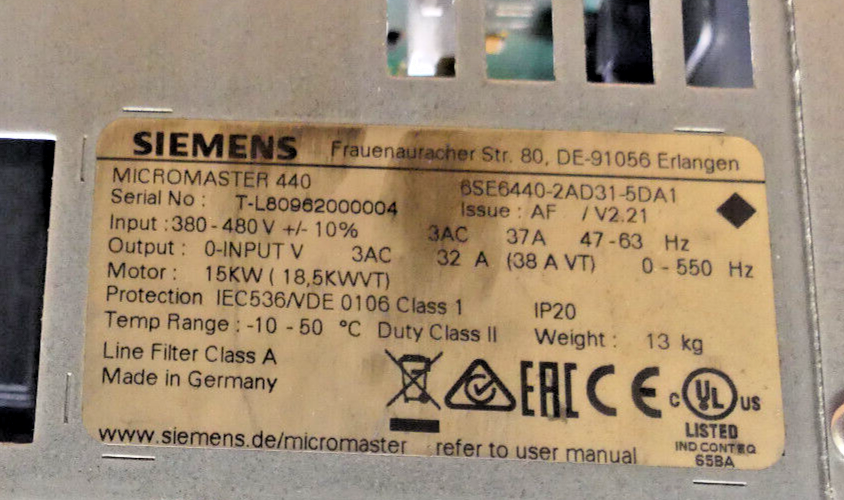 SIEMENS Frauenauracher Str. 80, DE-91056 Erlangen
MICROMASTER 440 6SE6440-2AD31-5DA1
Serial No : T-L80962000004 Issue : AF / V2.21
Input : 380 - 480 V +/- 10% 3AC 37A 47-63 Hz
Output : 0-INPUT V 3AC 32 A (38 A VT) 0 - 550 Hz
Motor : 15KW ( 18,5KWVT)
Protection IEC536/VDE 0106 Class 1 IP20
Temp Range : -10 - 50 °C Duty Class II Weight : 13 kg
Line Filter Class A
Made in Germany
EAC CE c UL US
LISTED
IND CONT EQ
65BA
www.siemens.de/micromaster refer to user manual